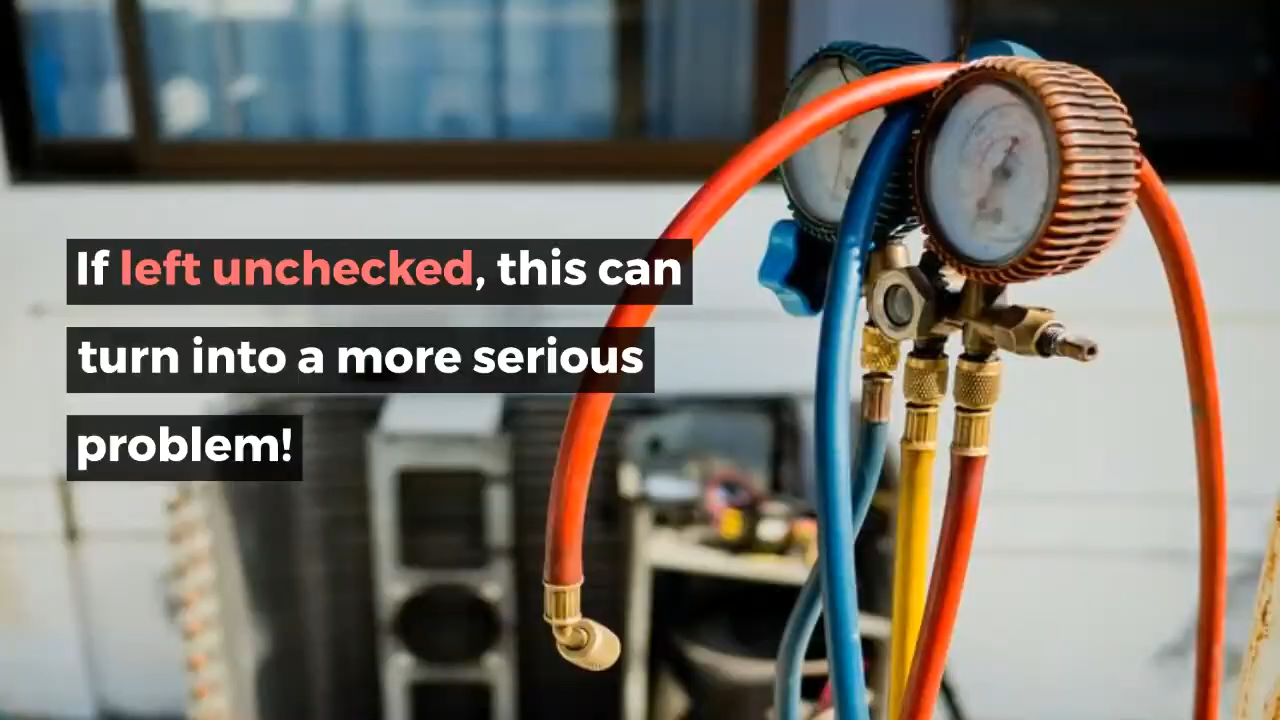 If left unchecked, this can
turn into a more serious
problem!